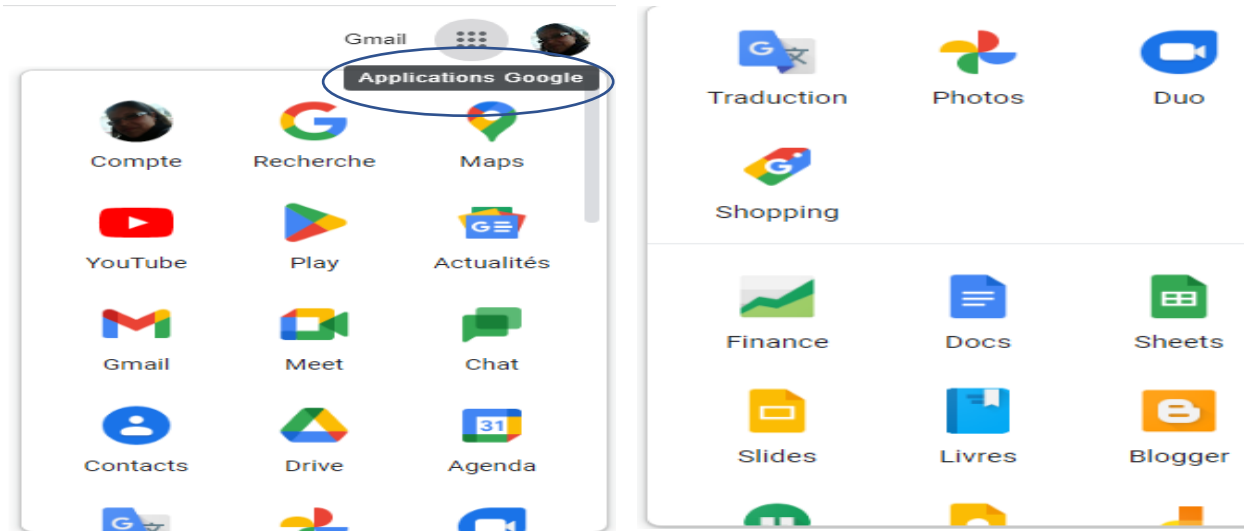 Gmail
Applications Google
Compte Recherche Maps
31
YouTube Play Actualités
Gmail Meet Chat
Contacts Drive Agenda
G
G 文
Traduction Photos Duo
G
Shopping
Finance Docs Sheets
Slides Livres Blogger